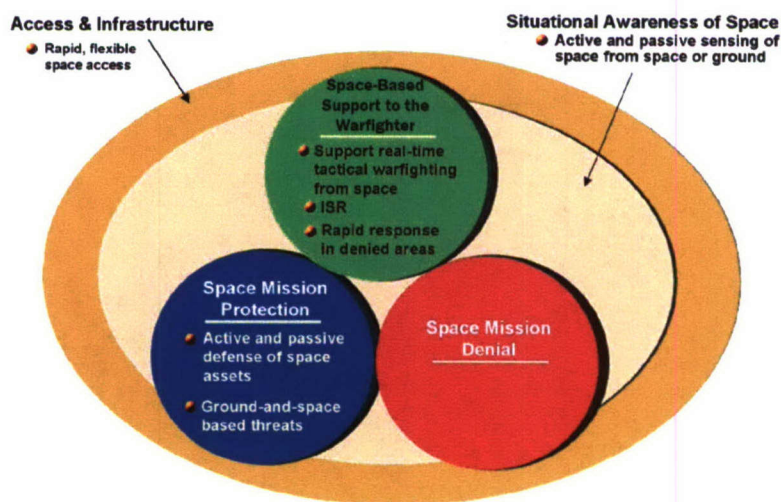 Access & Infrastructure
Rapid, flexible
space access
Situational Awareness of Space
Active and passive sensing of
space from space or ground
Space-Based
Support to the
Warfighter
Support real-time
tactical warfighting
from space
ISR
Rapid response
in denied areas
Space Mission
Protection
Active and passive
defense of space
assets
Ground-and-space
based threats
Space Mission
Denial